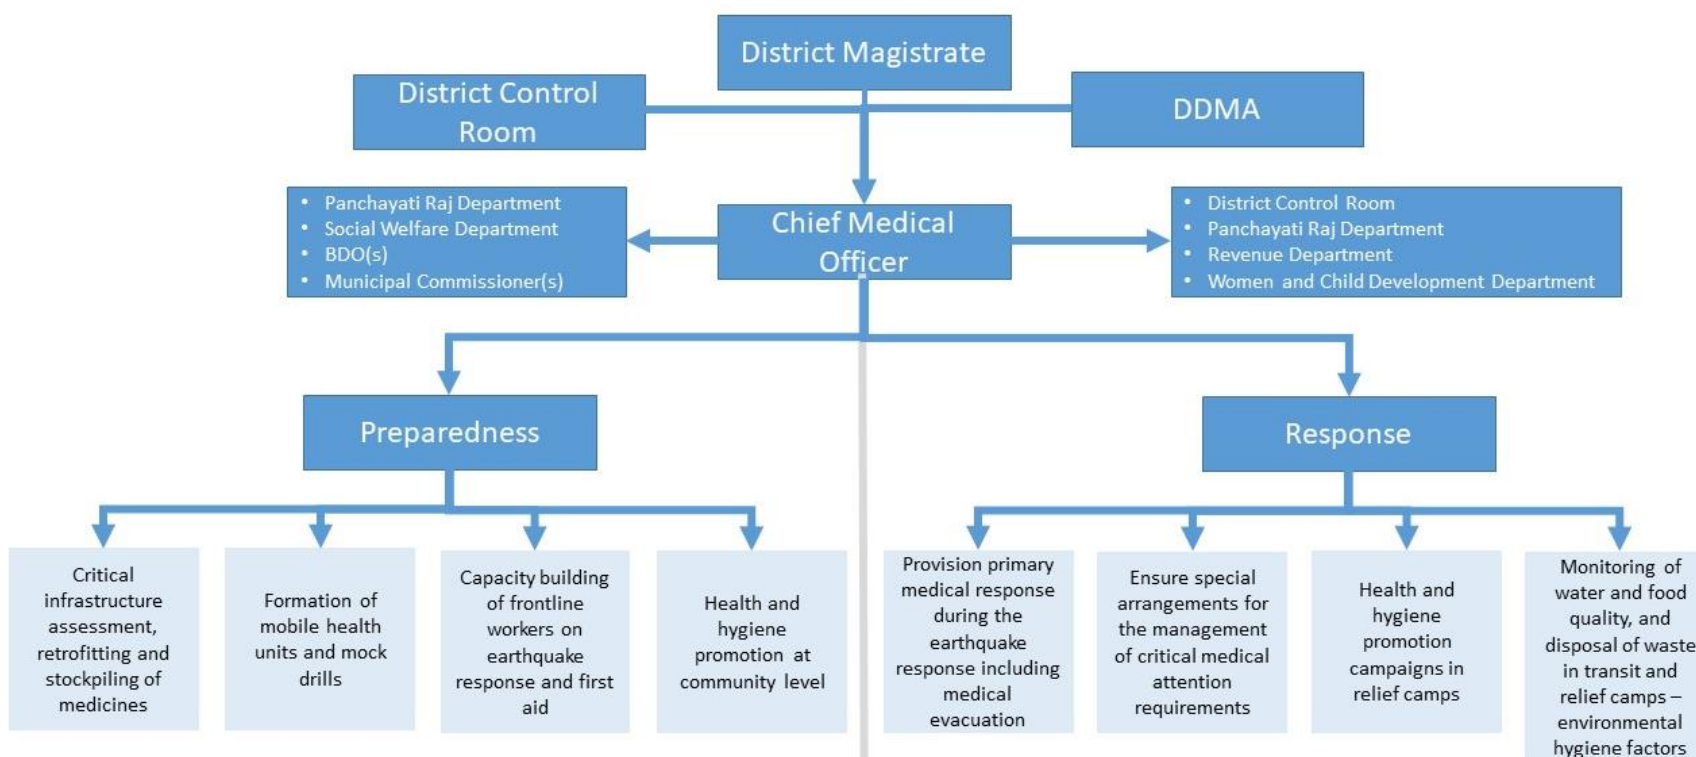 District Magistrate
District Control
Room
DDMA
• Panchayati Raj Department
• Social Welfare Department
• BDO(s)
• Municipal Commissioner(s)
Chief Medical
Officer
• District Control Room
• Panchayati Raj Department
• Revenue Department
• Women and Child Development Department
Preparedness
Response
Critical
infrastructure
assessment,
retrofitting and
stockpiling of
medicines
Formation of
mobile health
units and mock
drills
Capacity building
of frontline
workers on
earthquake
response and first
aid
Health and
hygiene
promotion at
community level
Provision primary
medical response
during the
earthquake
response including
medical
evacuation
Ensure special
arrangements for
the management
of critical medical
attention
requirements
Health and
hygiene
promotion
campaigns in
relief camps
Monitoring of
water and food
quality, and
disposal of waste
in transit and
relief camps –
environmental
hygiene factors